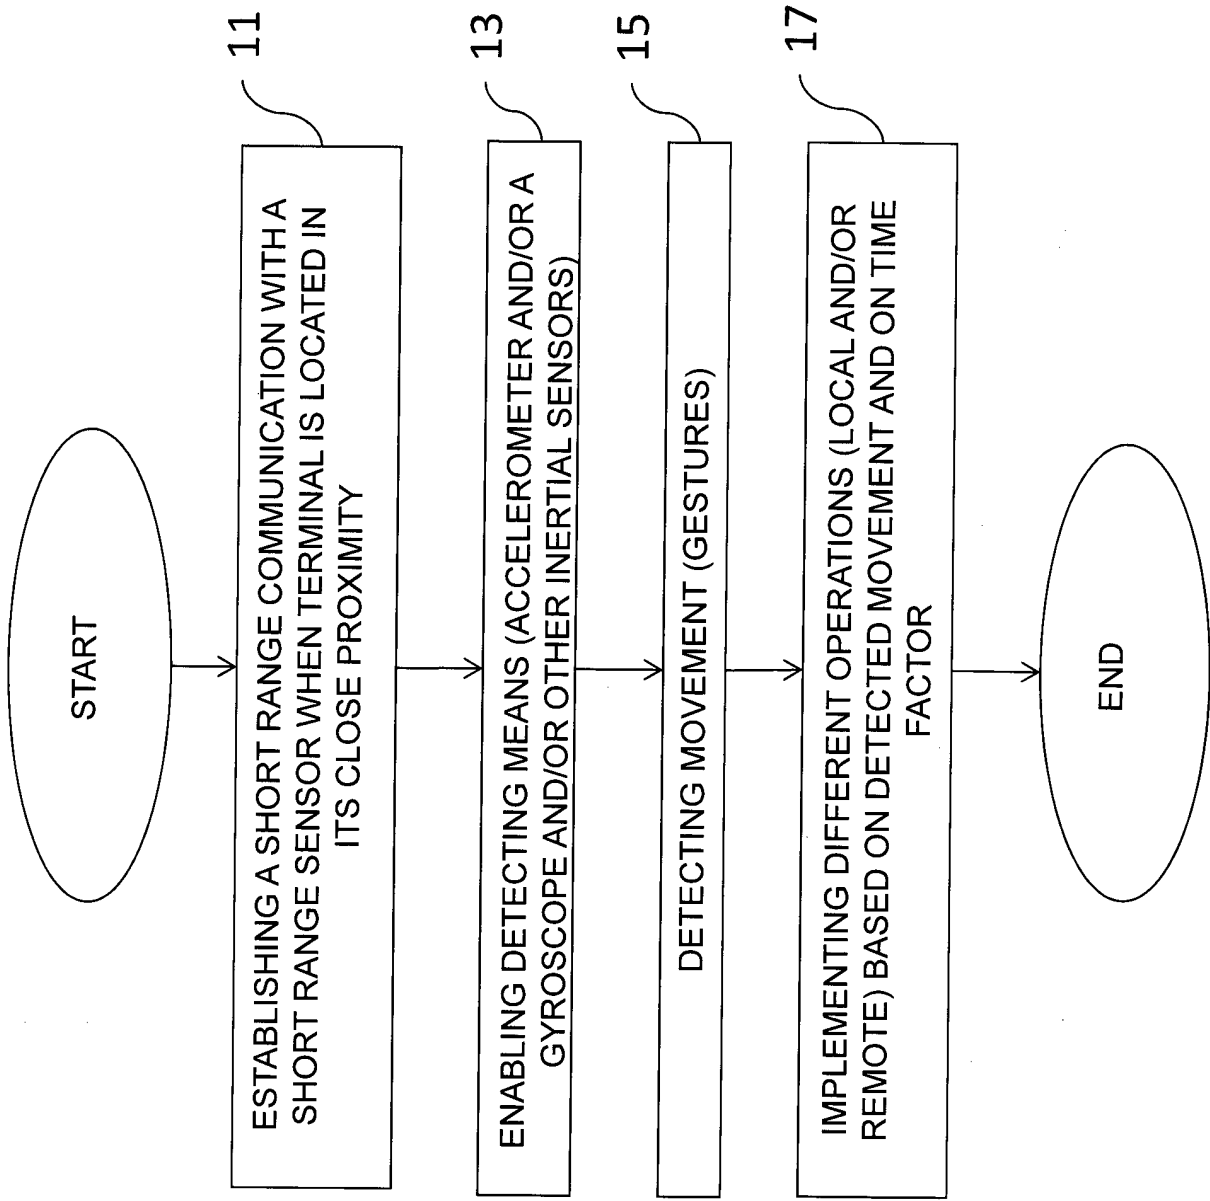 START
11
ESTABLISHING A SHORT RANGE COMMUNICATION WITH A
SHORT RANGE SENSOR WHEN TERMINAL IS LOCATED IN
ITS CLOSE PROXIMITY
13
ENABLING DETECTING MEANS (ACCELEROMETER AND/OR A
GYROSCOPE AND/OR OTHER INERTIAL SENSORS)
15
DETECTING MOVEMENT (GESTURES)
17
IMPLEMENTING DIFFERENT OPERATIONS (LOCAL AND/OR
REMOTE) BASED ON DETECTED MOVEMENT AND ON TIME
FACTOR
END